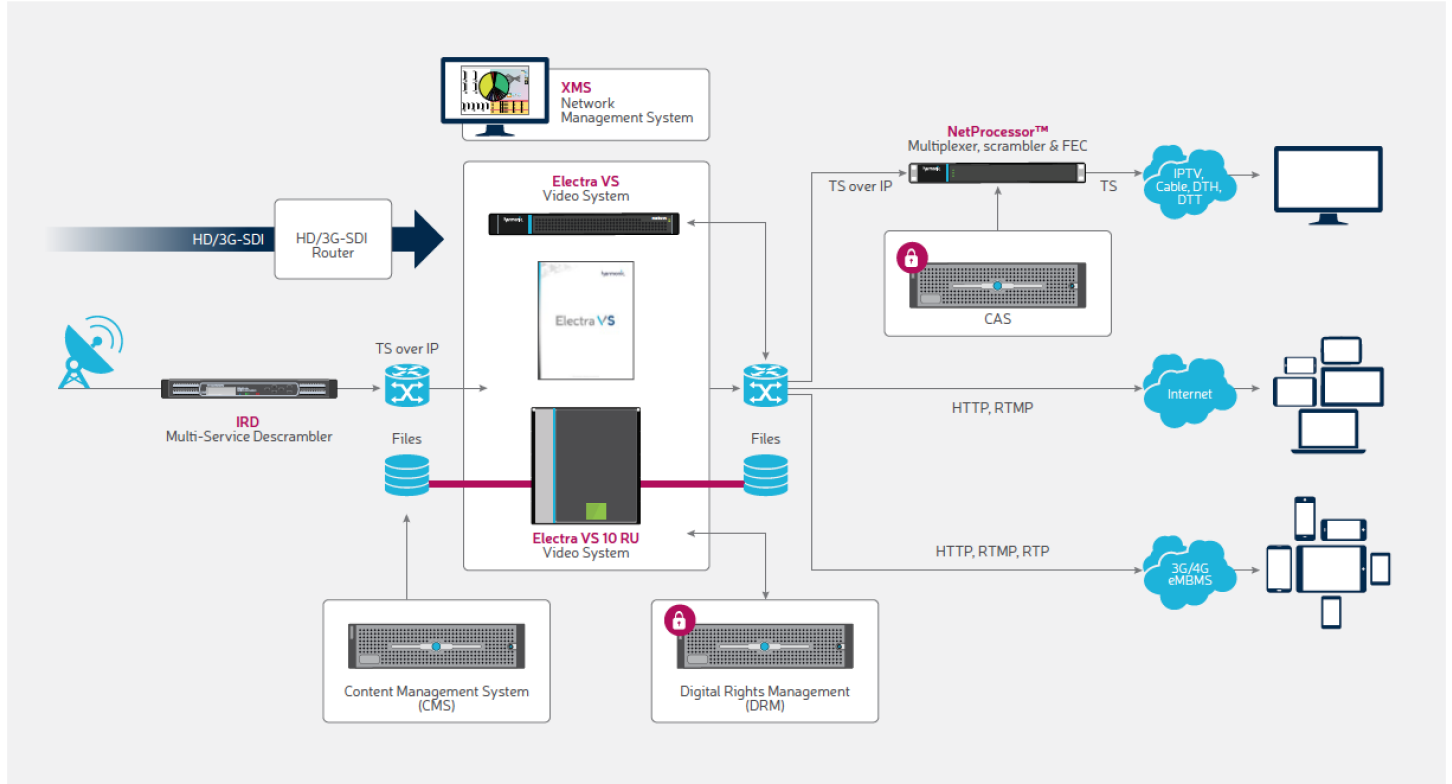 XMS
Network
Management System
NetProcessor™
Multiplexer, scrambler & FEC
harmonic
TS over IP
TS
IPTV,
Cable, DTH,
DTT
Electra VS
Video System
harmonic
HD/3G-SDI
HD/3G-SDI
Router
harmonic
Electra VS
CAS
TS over IP
IRD
Multi-Service Descrambler
HTTP, RTMP
Internet
Files
Files
Electra VS 10 RU
Video System
HTTP, RTMP, RTP
3G/4G
eMBMS
Content Management System
(CMS)
Digital Rights Management
(DRM)